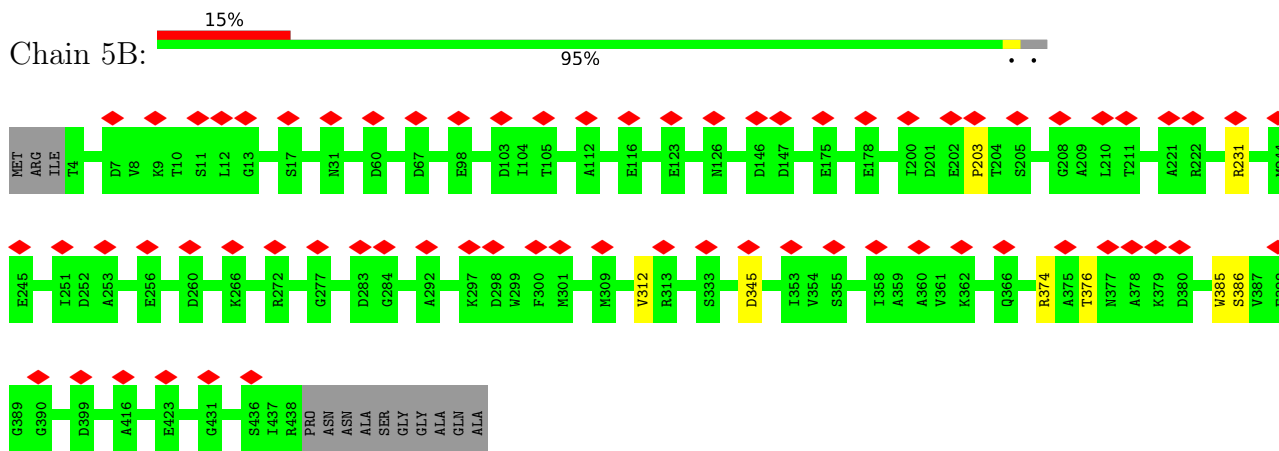 15%
Chain 5B:
95%
MET ARG ILE T4 D7 V8 K9 T10 S11 L12 G13 S17 N31 D60 D67 E98 D103 I104 T105 A112 E116 E123 N126 D146 D147 E175 E178 I200 D201 E202 P203 T204 S205 G208 A209 L210 T211 A221 R222 R231
E245 I251 D252 A253 E256 D260 K266 R272 G277 D283 G284 A292 K297 D298 W299 F300 M301 M309 V312 R313 S333 D345 I353 V354 S355 I358 A359 A360 V361 K362 Q366 R374 A375 T376 N377 A378 K379 D380 W385 S386 V387
G389 G390 D399 A416 E423 G431 S436 I437 R438 PRO ASN ASN ALA SER GLY GLY ALA GLN ALA